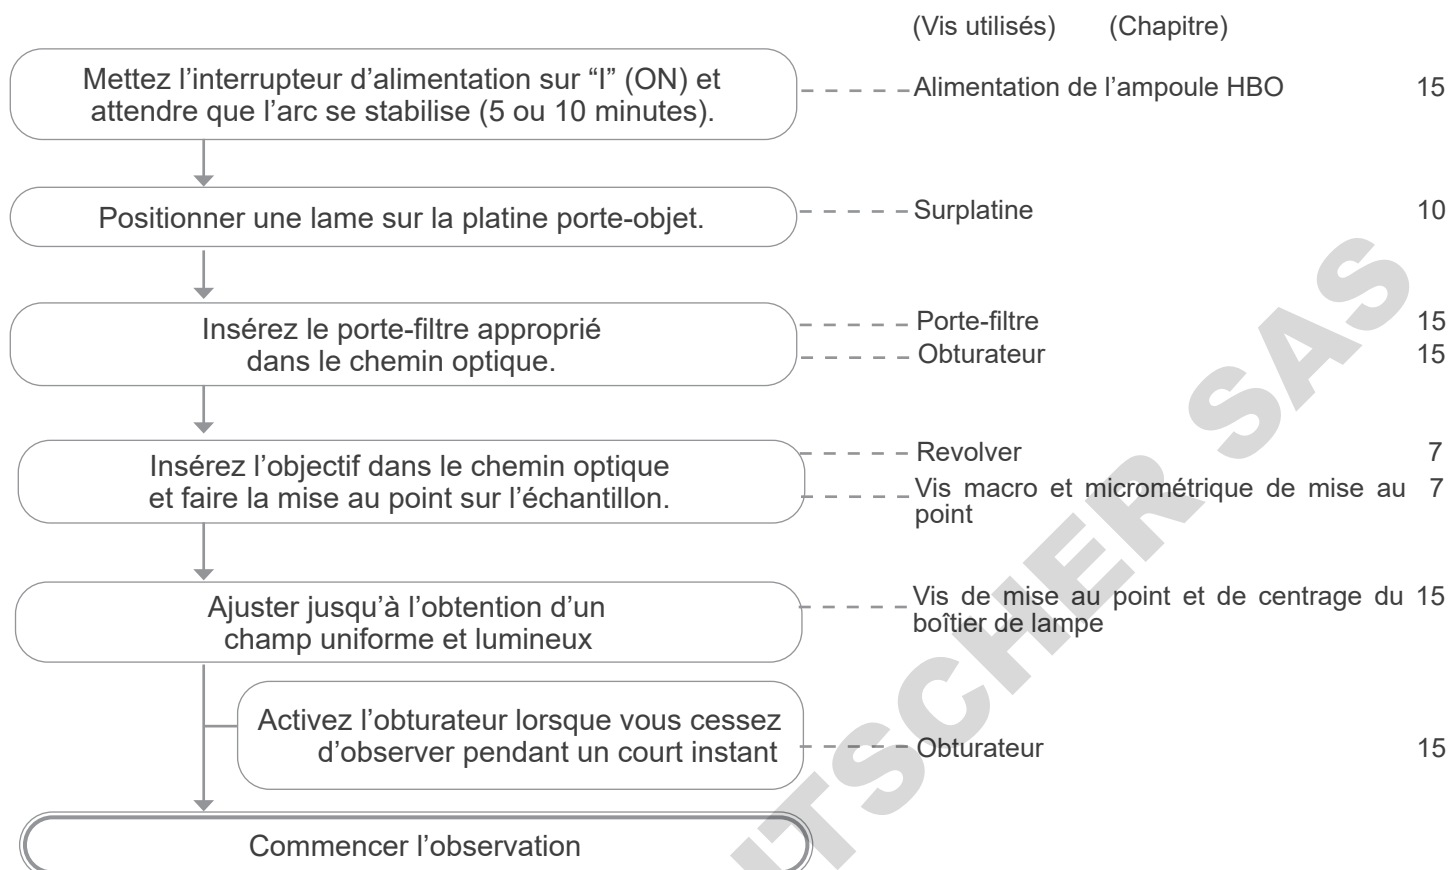 (Vis utilisés) (Chapitre)
Mettez l’interrupteur d’alimentation sur “I” (ON) et
attendre que l’arc se stabilise (5 ou 10 minutes).
Alimentation de l’ampoule HBO 15
Positionner une lame sur la platine porte-objet.
Surplatine 10
Insérez le porte-filtre approprié
dans le chemin optique.
Porte-filtre 15
Obturateur 15
Insérez l’objectif dans le chemin optique
et faire la mise au point sur l’échantillon.
Revolver 7
Vis macro et micrométrique de mise au 7
point
Ajuster jusqu’à l’obtention d’un
champ uniforme et lumineux
Vis de mise au point et de centrage du 15
boîtier de lampe
Activez l’obturateur lorsque vous cessez
d’observer pendant un court instant
Obturateur 15
Commencer l’observation
TSCHER SAS